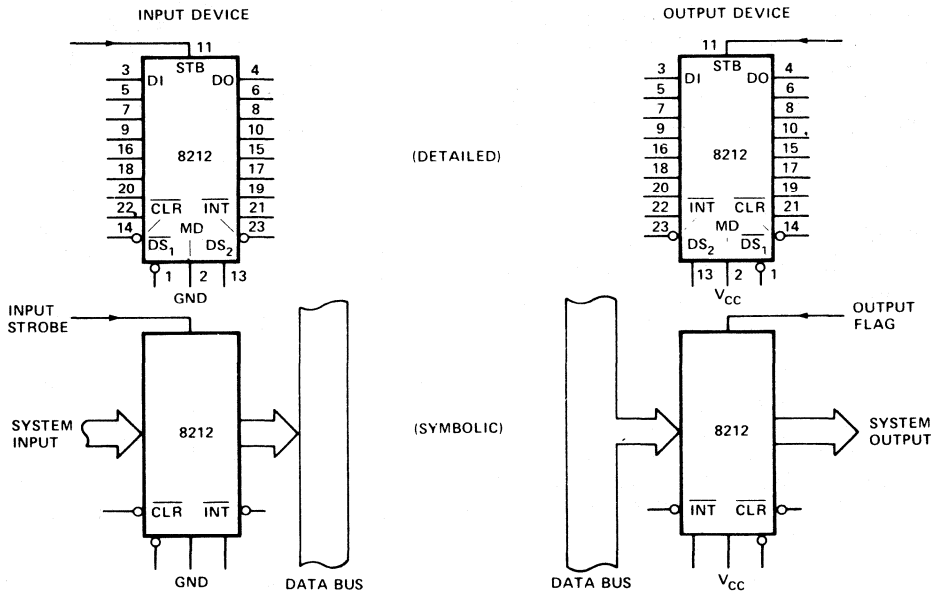 INPUT DEVICE
OUTPUT DEVICE
11
STB
3 DI DO 4
5 6
7 8
9 10
16 15
18 8212 17
20 19
22 CLR INT 21
14 MD 23
DS1 DS2
1 2 13
GND
(DETAILED)
11
STB
3 DI DO 4
5 6
7 8
9 10
16 15
18 8212 17
20 19
22 INT CLR 21
23 MD 14
DS2 DS1
13 2 1
VCC
INPUT
STROBE
SYSTEM
INPUT
8212
CLR INT
GND
DATA BUS
(SYMBOLIC)
OUTPUT
FLAG
8212
SYSTEM
OUTPUT
INT CLR
DATA BUS
VCC